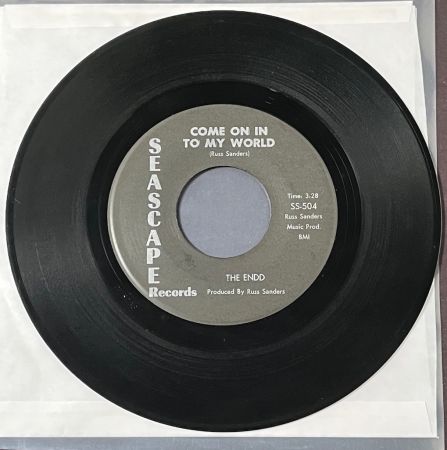 COME ON IN
TO MY WORLD
(Russ Sanders)
SEASCAPE
Records
Time: 3.28
SS-504
Russ Sanders
Music Prod.
BMI
THE ENDD
Produced By Russ Sanders